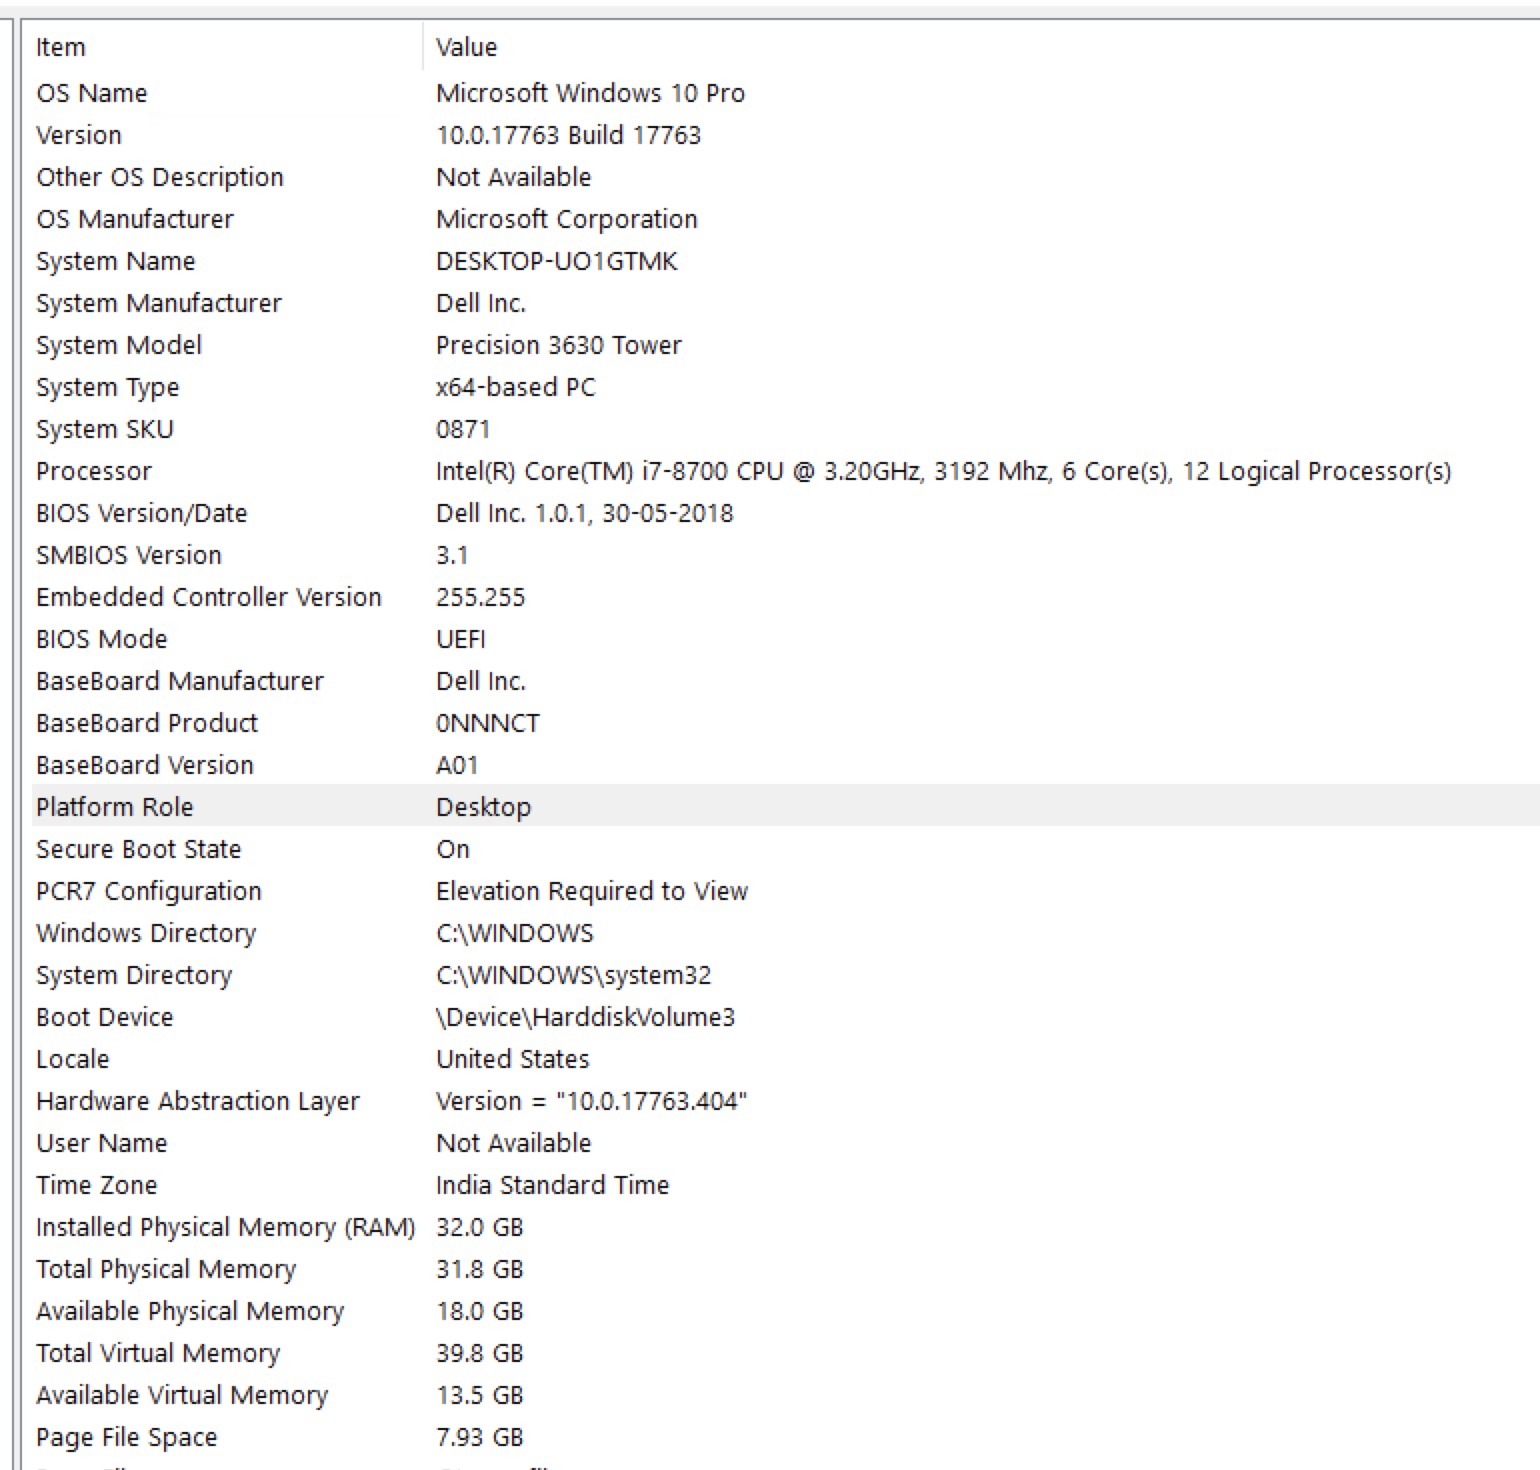 Item Value
OS Name Microsoft Windows 10 Pro
Version 10.0.17763 Build 17763
Other OS Description Not Available
OS Manufacturer Microsoft Corporation
System Name DESKTOP-UO1GTMK
System Manufacturer Dell Inc.
System Model Precision 3630 Tower
System Type x64-based PC
System SKU 0871
Processor Intel(R) Core(TM) i7-8700 CPU @ 3.20GHz, 3192 Mhz, 6 Core(s), 12 Logical Processor(s)
BIOS Version/Date Dell Inc. 1.0.1, 30-05-2018
SMBIOS Version 3.1
Embedded Controller Version 255.255
BIOS Mode UEFI
BaseBoard Manufacturer Dell Inc.
BaseBoard Product 0NNNCT
BaseBoard Version A01
Platform Role Desktop
Secure Boot State On
PCR7 Configuration Elevation Required to View
Windows Directory C:\WINDOWS
System Directory C:\WINDOWS\system32
Boot Device \Device\HarddiskVolume3
Locale United States
Hardware Abstraction Layer Version = "10.0.17763.404"
User Name Not Available
Time Zone India Standard Time
Installed Physical Memory (RAM) 32.0 GB
Total Physical Memory 31.8 GB
Available Physical Memory 18.0 GB
Total Virtual Memory 39.8 GB
Available Virtual Memory 13.5 GB
Page File Space 7.93 GB